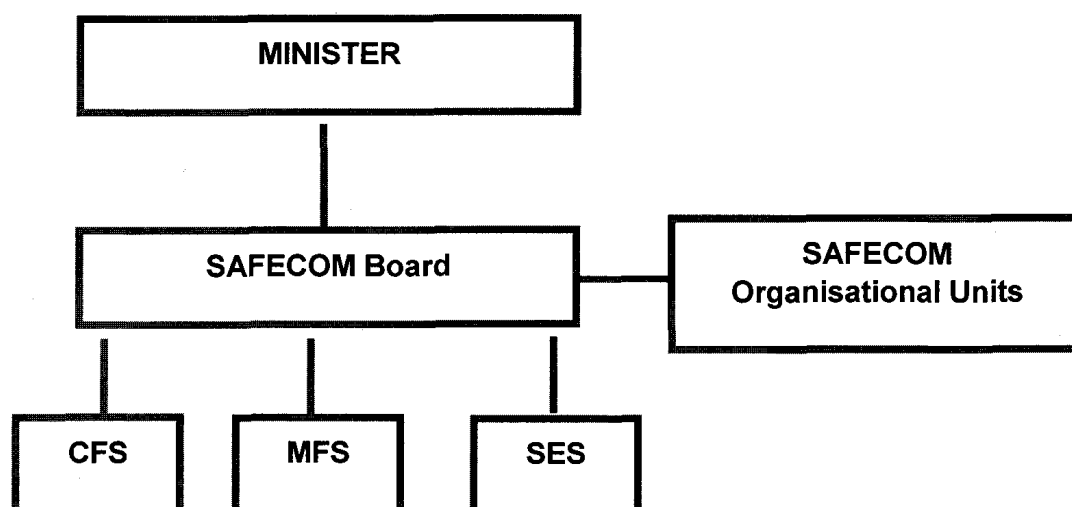 MINISTER
SAFECOM Board
SAFECOM
Organisational Units
CFS
MFS
SES